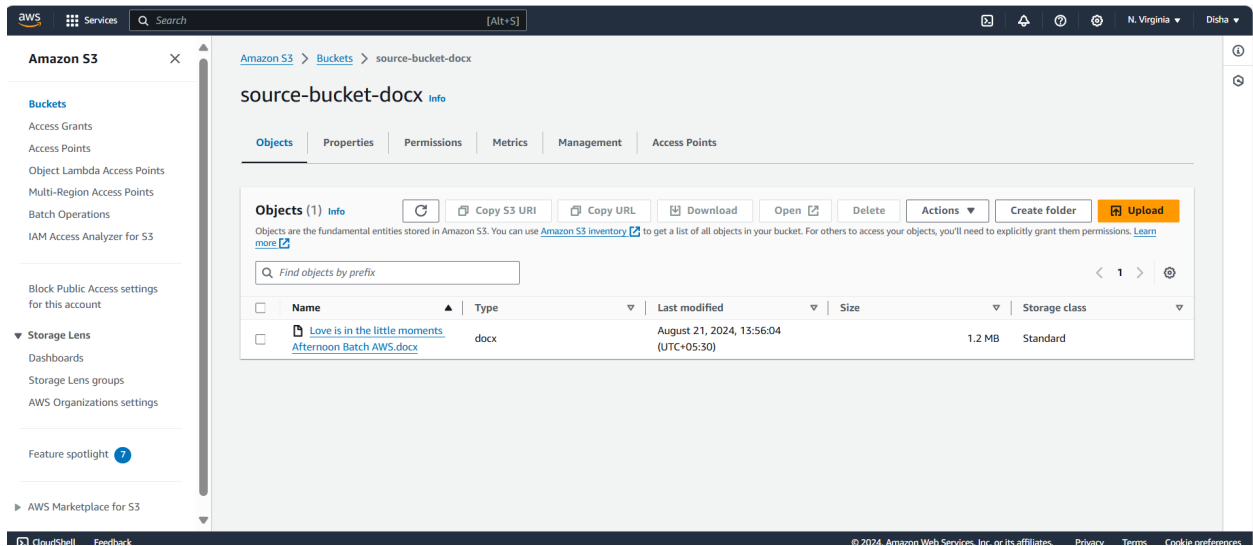 aws
Services
Search
[Alt+S]
N. Virginia
Disha
Amazon S3
Buckets
Access Grants
Access Points
Object Lambda Access Points
Multi-Region Access Points
Batch Operations
IAM Access Analyzer for S3
Block Public Access settings
for this account
Storage Lens
Dashboards
Storage Lens groups
AWS Organizations settings
Feature spotlight 7
AWS Marketplace for S3
Amazon S3 > Buckets > source-bucket-docx
source-bucket-docx Info
Objects Properties Permissions Metrics Management Access Points
Objects (1) Info
Copy S3 URI Copy URL Download Open Delete Actions Create folder Upload
Objects are the fundamental entities stored in Amazon S3. You can use Amazon S3 inventory to get a list of all objects in your bucket. For others to access your objects, you'll need to explicitly grant them permissions. Learn
more
Find objects by prefix
1
Name Type Last modified Size Storage class
Love is in the little moments
Afternoon Batch AWS.docx
docx
August 21, 2024, 13:56:04
(UTC+05:30)
1.2 MB
Standard
CloudShell Feedback
© 2024, Amazon Web Services, Inc. or its affiliates. Privacy Terms Cookie preferences